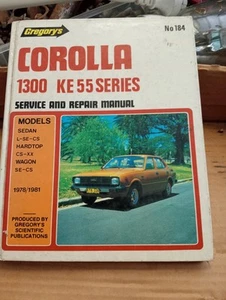 Gregory's
No 184
COROLLA
1300 KE 55 SERIES
SERVICE AND REPAIR MANUAL
MODELS
SEDAN
L-SE-CS
HARDTOP
CS-XX
WAGON
SE-CS
1978/1981
PRODUCED BY
GREGORY'S
SCIENTIFIC
PUBLICATIONS